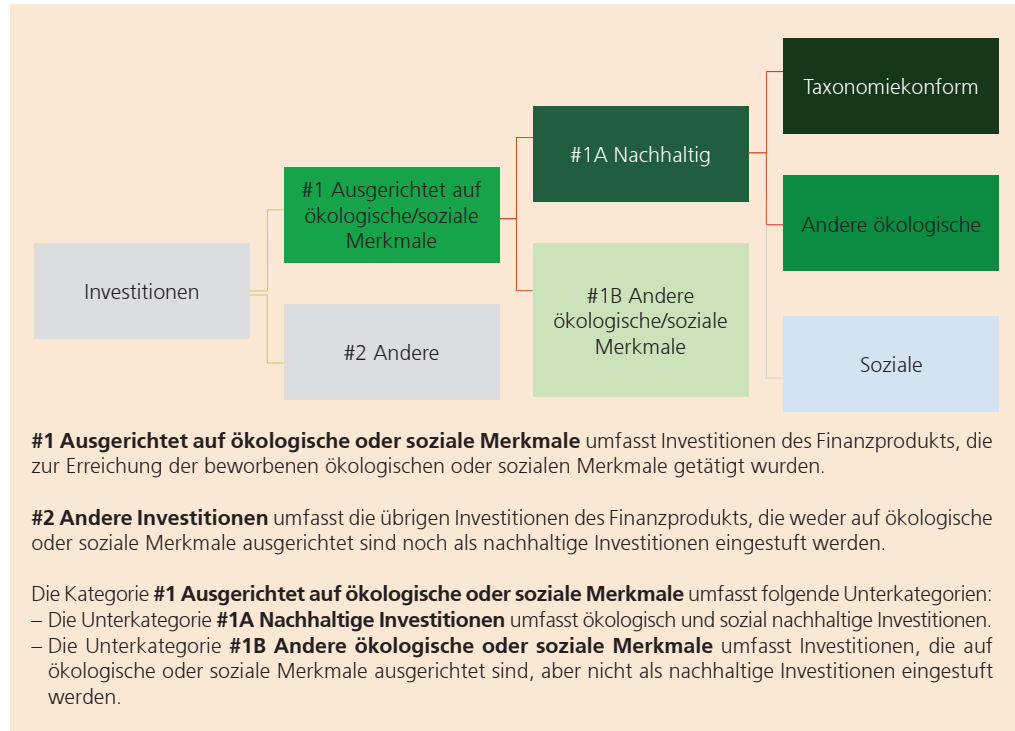 Investitionen
#1 Ausgerichtet auf
ökologische/soziale
Merkmale
#2 Andere
#1A Nachhaltig
#1B Andere
ökologische/soziale
Merkmale
Taxonomiekonform
Andere ökologische
Soziale
#1 Ausgerichtet auf ökologische oder soziale Merkmale umfasst Investitionen des Finanzprodukts, die
zur Erreichung der beworbenen ökologischen oder sozialen Merkmale getätigt wurden.
#2 Andere Investitionen umfasst die übrigen Investitionen des Finanzprodukts, die weder auf ökologische
oder soziale Merkmale ausgerichtet sind noch als nachhaltige Investitionen eingestuft werden.
Die Kategorie #1 Ausgerichtet auf ökologische oder soziale Merkmale umfasst folgende Unterkategorien:
– Die Unterkategorie #1A Nachhaltige Investitionen umfasst ökologisch und sozial nachhaltige Investitionen.
– Die Unterkategorie #1B Andere ökologische oder soziale Merkmale umfasst Investitionen, die auf
ökologische oder soziale Merkmale ausgerichtet sind, aber nicht als nachhaltige Investitionen eingestuft
werden.